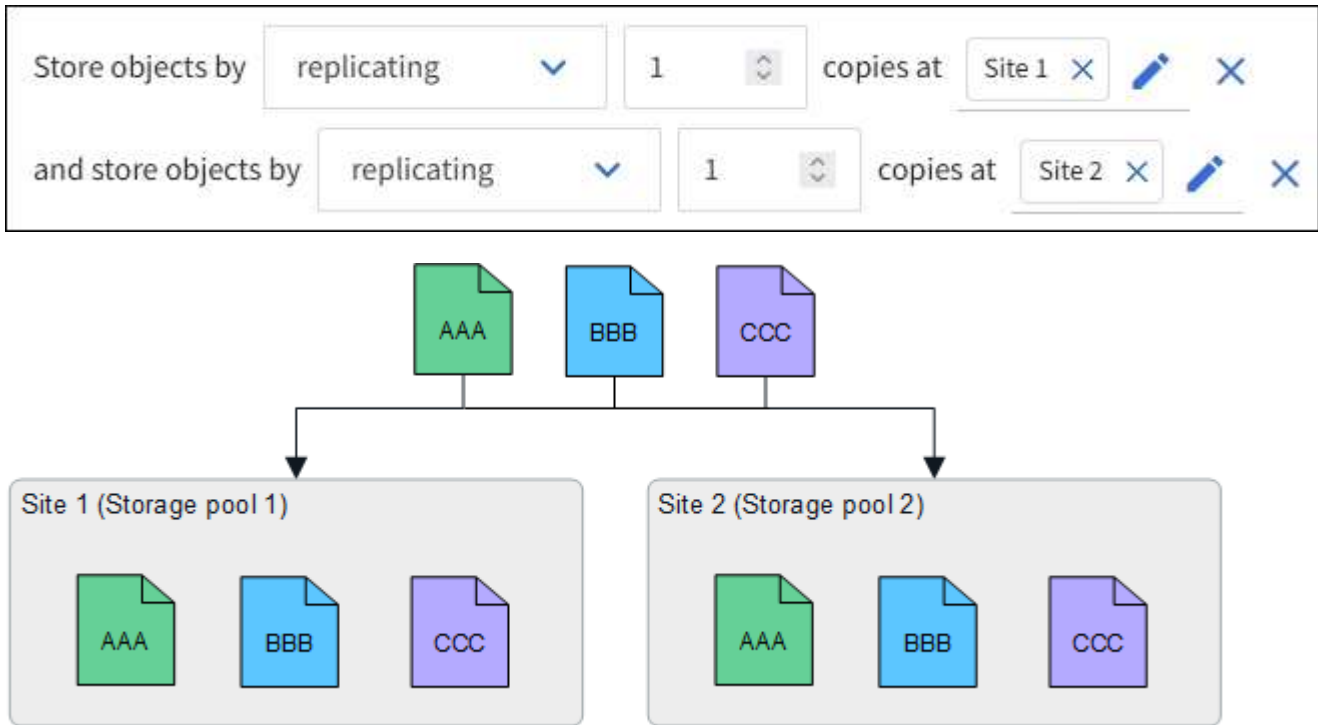 Store objects by replicating 1 copies at Site 1
and store objects by replicating 1 copies at Site 2
AAA BBB CCC
Site 1 (Storage pool 1) Site 2 (Storage pool 2)
AAA BBB CCC AAA BBB CCC